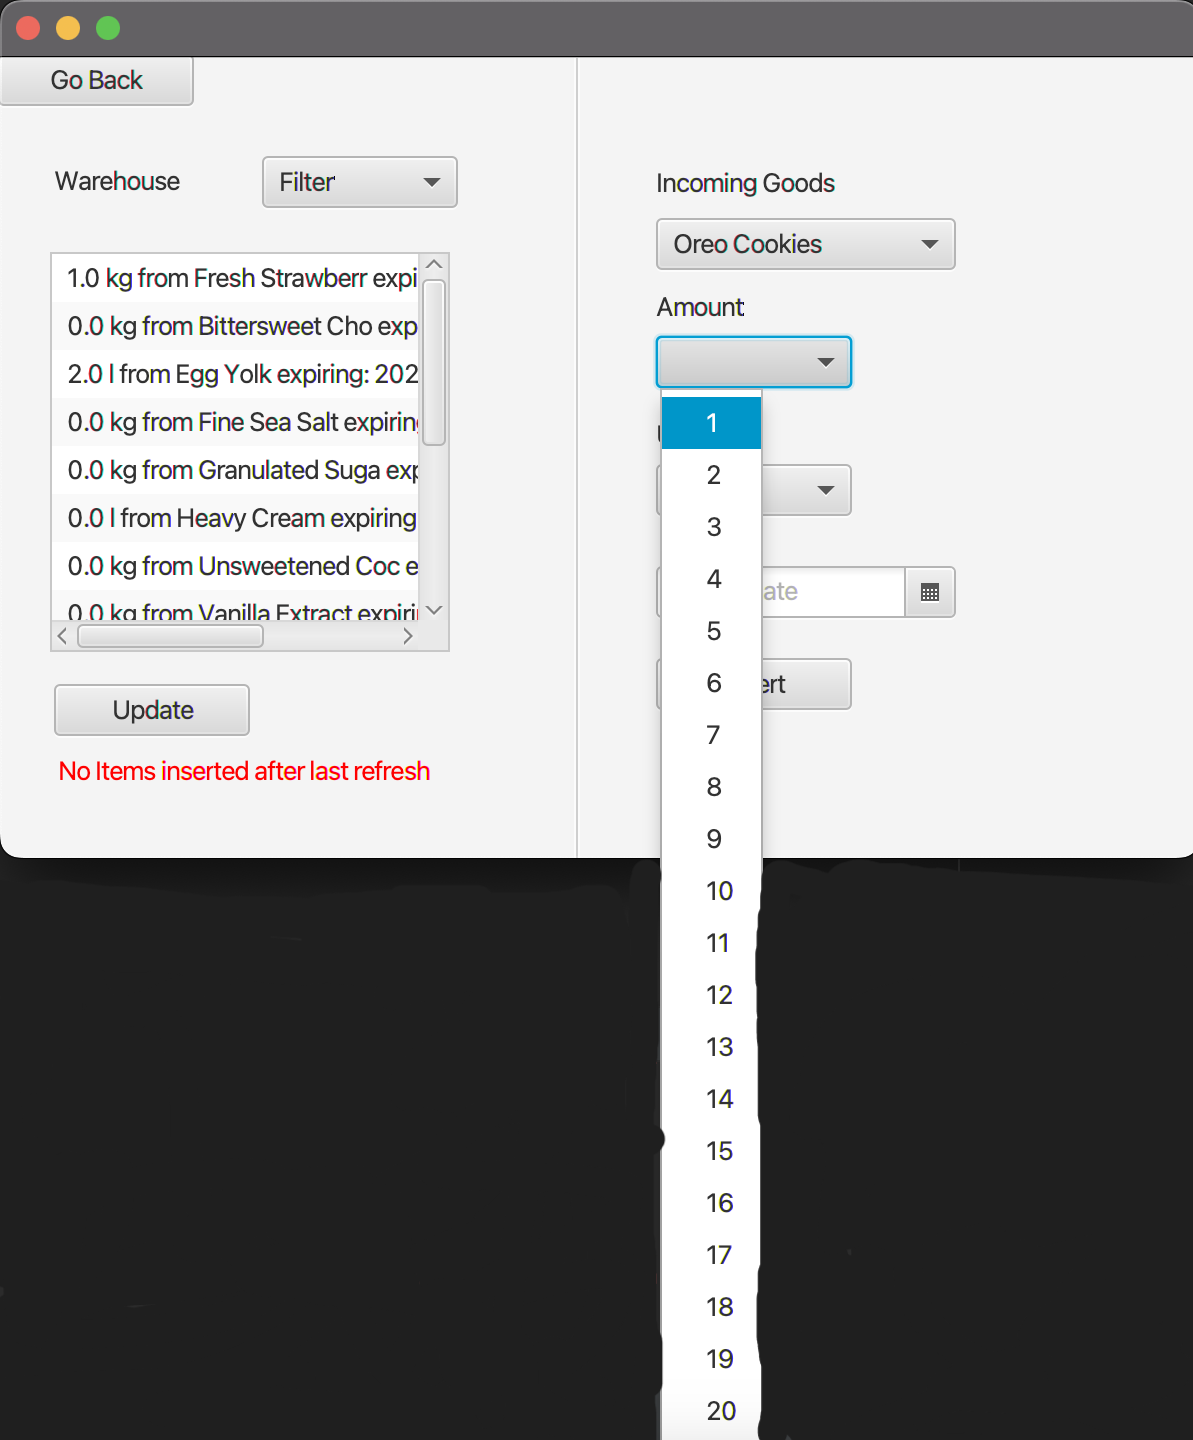 Go Back
Warehouse
Filter
1.0 kg from Fresh Strawberr expi
0.0 kg from Bittersweet Cho exp
2.0 l from Egg Yolk expiring: 202
0.0 kg from Fine Sea Salt expirin
0.0 kg from Granulated Suga exp
0.0 l from Heavy Cream expiring
0.0 kg from Unsweetened Coc e
0.0 kg from Vanilla Extract expiri
Update
No Items inserted after last refresh
Incoming Goods
Oreo Cookies
Amount
1
2
3
4
5
6
7
8
9
10
11
12
13
14
15
16
17
18
19
20
ate
ert